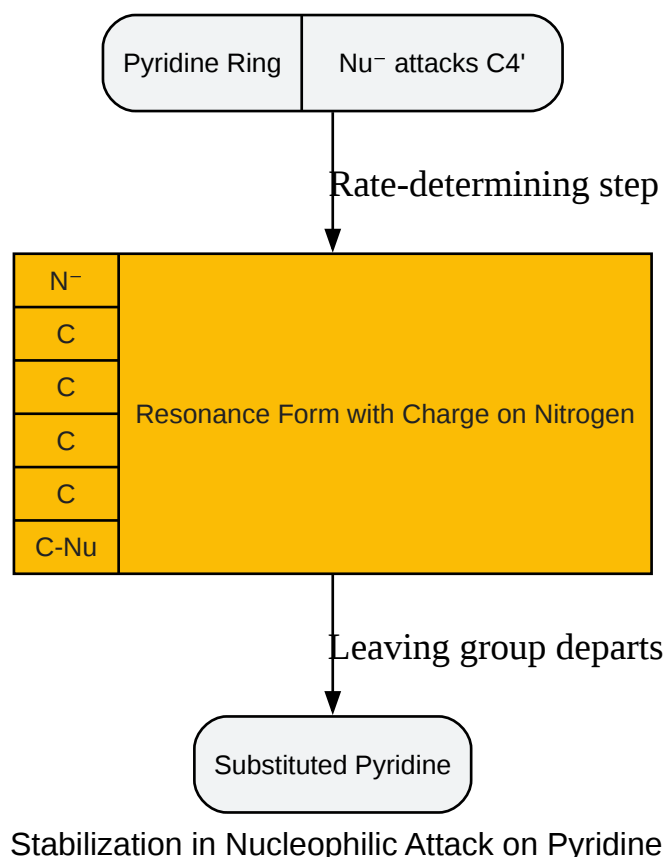 Pyridine Ring
Nu⁻ attacks C4'
Rate-determining step
N⁻
C
C
C
C
C-Nu
Resonance Form with Charge on Nitrogen
Leaving group departs
Substituted Pyridine
Stabilization in Nucleophilic Attack on Pyridine